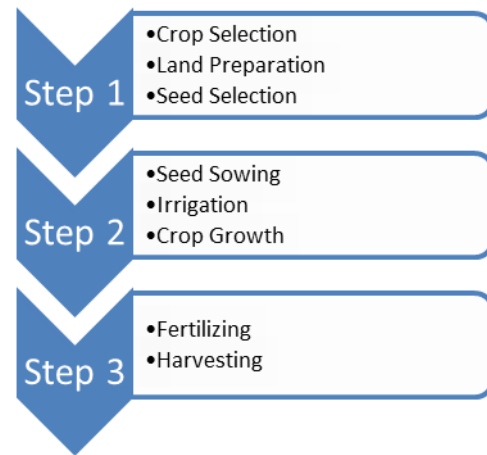 Step 1
•Crop Selection
•Land Preparation
•Seed Selection
Step 2
•Seed Sowing
•Irrigation
•Crop Growth
Step 3
•Fertilizing
•Harvesting